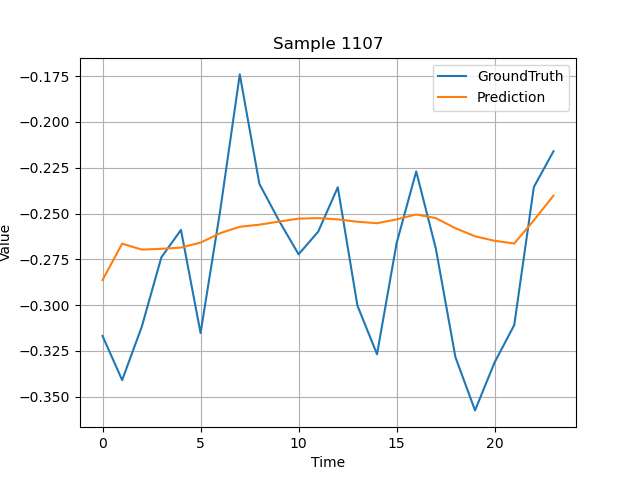 Sample 1107
GroundTruth
Prediction
Value
−0.175
−0.200
−0.225
−0.250
−0.275
−0.300
−0.325
−0.350
0 5 10 15 20
Time